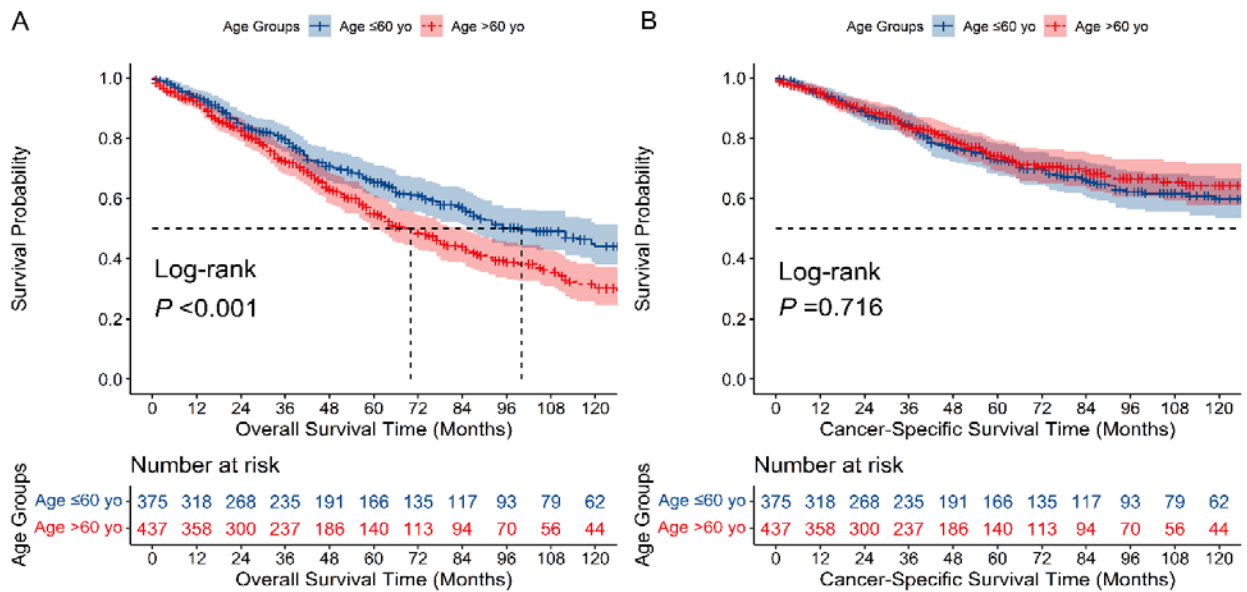 A
Age Groups Age ≤60 yo Age >60 yo
Survival Probability
1.0
0.8
0.6
0.4
0.2
0.0
Log-rank
P <0.001
0 12 24 36 48 60 72 84 96 108 120
Overall Survival Time (Months)
Number at risk
Age Groups
Age ≤60 yo 375 318 268 235 191 166 135 117 93 79 62
Age >60 yo 437 358 300 237 186 140 113 94 70 56 44
0 12 24 36 48 60 72 84 96 108 120
Overall Survival Time (Months)
B
Age Groups Age ≤60 yo Age >60 yo
Survival Probability
1.0
0.8
0.6
0.4
0.2
0.0
Log-rank
P =0.716
0 12 24 36 48 60 72 84 96 108 120
Cancer-Specific Survival Time (Months)
Number at risk
Age Groups
Age ≤60 yo 375 318 268 235 191 166 135 117 93 79 62
Age >60 yo 437 358 300 237 186 140 113 94 70 56 44
0 12 24 36 48 60 72 84 96 108 120
Cancer-Specific Survival Time (Months)